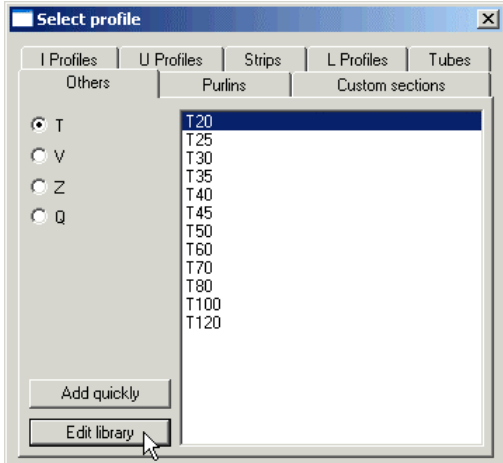 Select profile
I Profiles
U Profiles
Strips
L Profiles
Tubes
Others
Purlins
Custom sections
T
V
Z
Q
T20
T25
T30
T35
T40
T45
T50
T60
T70
T80
T100
T120
Add quickly
Edit library